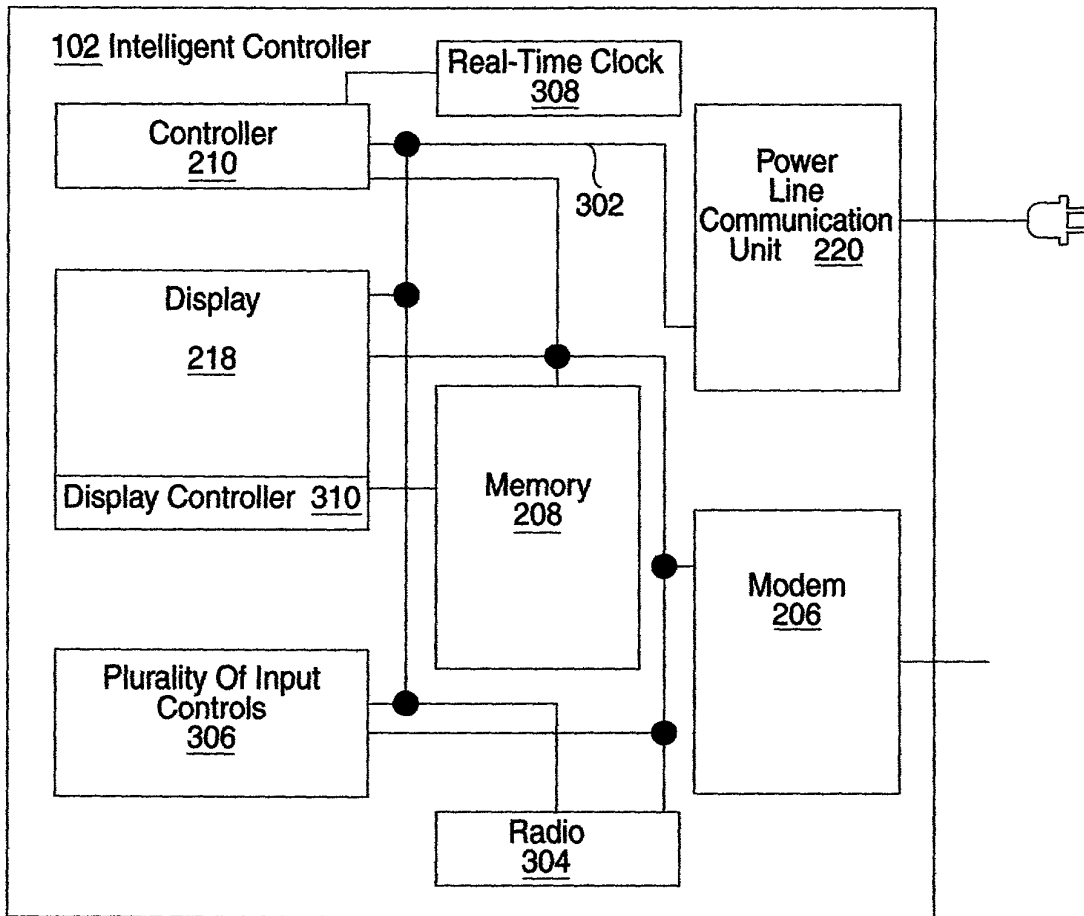 102 Intelligent Controller
Real-Time Clock
308
Controller
210
302
Power
Line
Communication
Unit 220
Display
218
Display Controller 310
Memory
208
Modem
206
Plurality Of Input
Controls
306
Radio
304